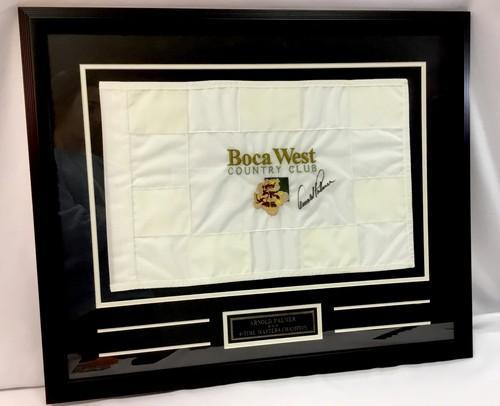 Boca West
COUNTRY CLUB
Arnold Palmer
ARNOLD PALMER
4-TIME MASTERS CHAMPION